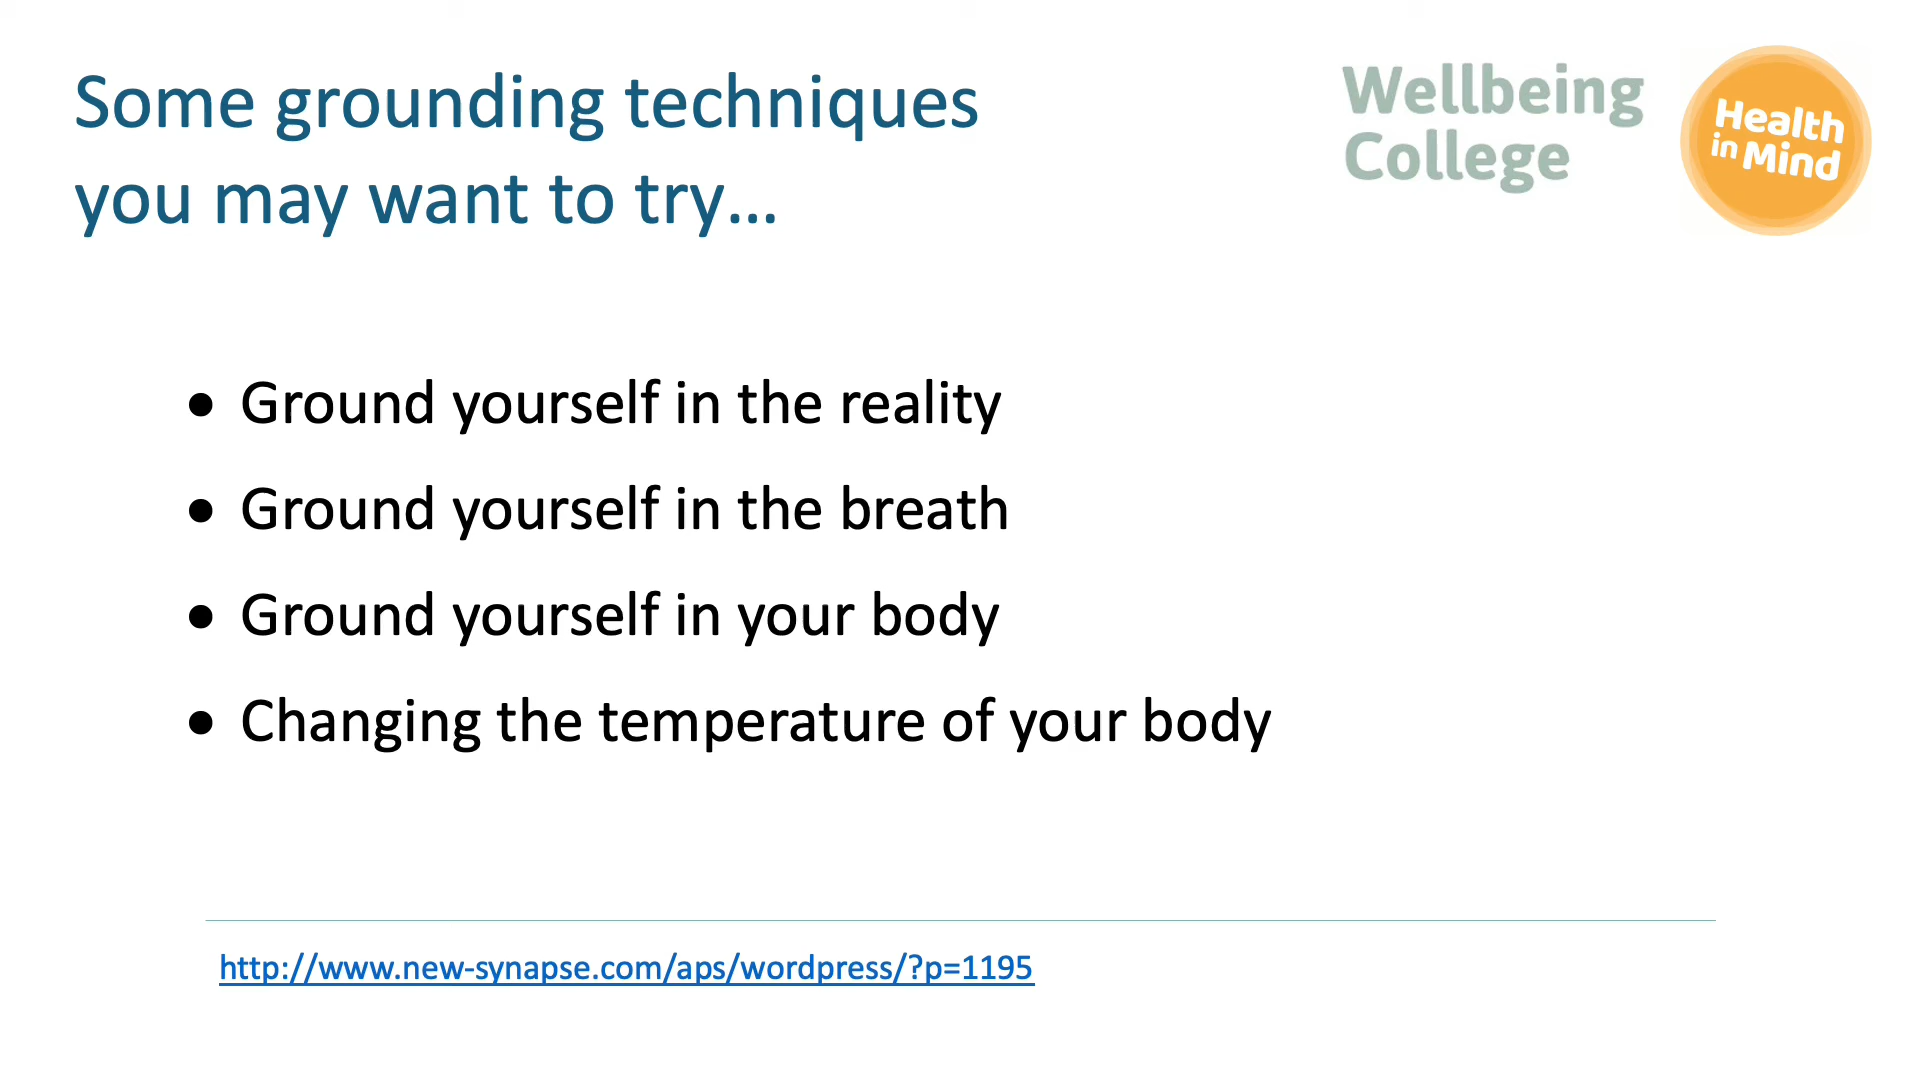 Some grounding techniques
you may want to try...
Wellbeing
College
Health
in Mind
• Ground yourself in the reality
• Ground yourself in the breath
• Ground yourself in your body
• Changing the temperature of your body
http://www.new-synapse.com/aps/wordpress/?p=1195